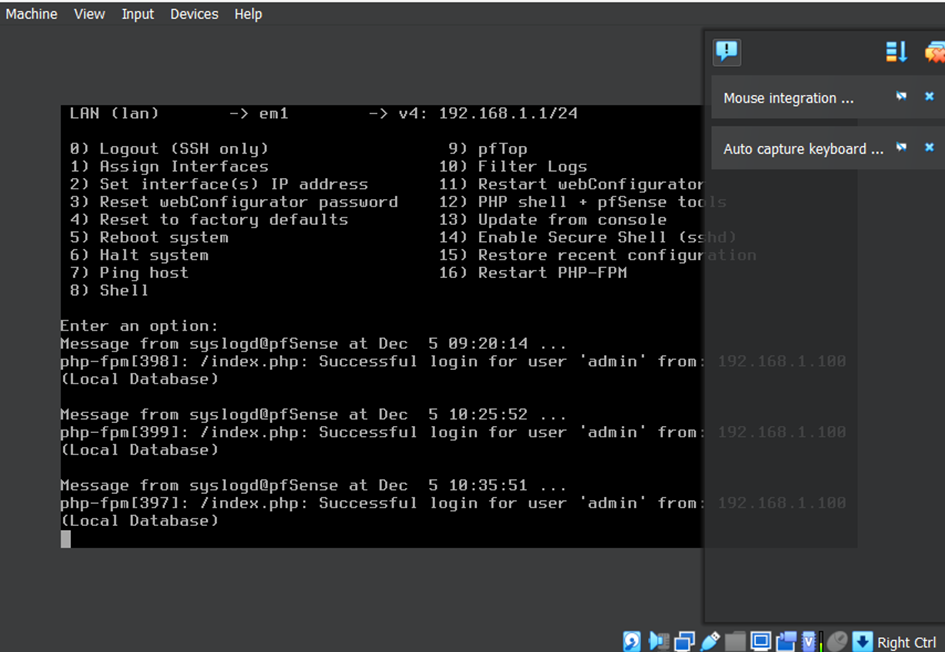 Machine View Input Devices Help
Mouse integration ...
Auto capture keyboard ...
LAN (lan) -> em1 -> v4: 192.168.1.1/24
0) Logout (SSH only) 9) pfTop
1) Assign Interfaces 10) Filter Logs
2) Set interface(s) IP address 11) Restart webConfigurator
3) Reset webConfigurator password 12) PHP shell + pfSense tools
4) Reset to factory defaults 13) Update from console
5) Reboot system 14) Enable Secure Shell (sshd)
6) Halt system 15) Restore recent configuration
7) Ping host 16) Restart PHP-FPM
8) Shell
Enter an option:
Message from syslogd@pfSense at Dec 5 09:20:14 ...
php-fpm[398]: /index.php: Successful login for user 'admin' from: 192.168.1.100
(Local Database)
Message from syslogd@pfSense at Dec 5 10:25:52 ...
php-fpm[399]: /index.php: Successful login for user 'admin' from: 192.168.1.100
(Local Database)
Message from syslogd@pfSense at Dec 5 10:35:51 ...
php-fpm[397]: /index.php: Successful login for user 'admin' from: 192.168.1.100
(Local Database)
Right Ctrl